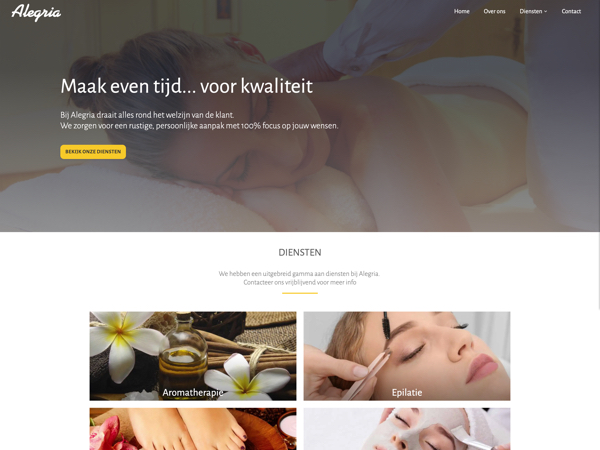 Alegria
Home Over ons Diensten Contact
Maak even tijd... voor kwaliteit
Bij Alegria draait alles rond het welzijn van de klant.
We zorgen voor een rustige, persoonlijke aanpak met 100% focus op jouw wensen.
BEKIJK ONZE DIENSTEN
DIENSTEN
We hebben een uitgebreid gamma aan diensten bij Alegria.
Contacteer ons vrijblijvend voor meer info
Aromatherapie
Epilatie